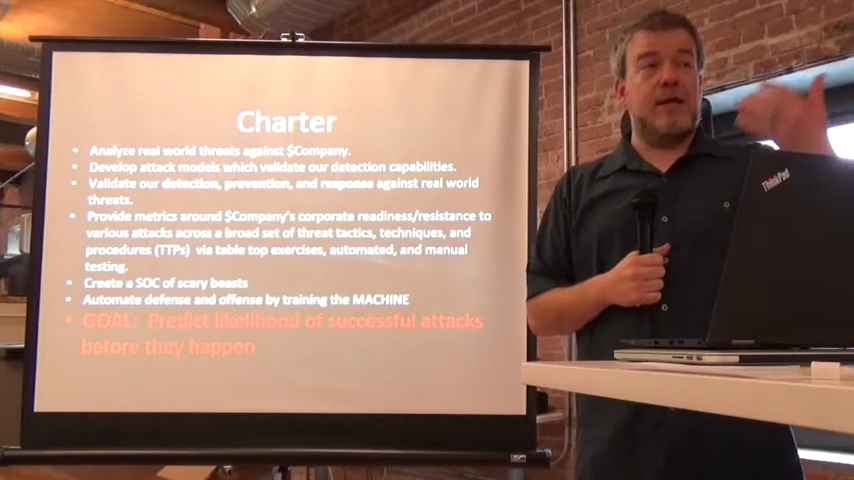 Charter
• Analyze real world threats against $Company.
• Develop attack models which validate our detection capabilities.
• Validate our detection, prevention, and response against real world
threats.
• Provide metrics around $Company's corporate readiness/resistance to
various attacks across a broad set of threat tactics, techniques, and
procedures (TTPs) via table top exercises, automated, and manual
testing.
• Create a SOC of scary beasts
• Automate defense and offense by training the MACHINE
• GOAL: Predict likelihood of successful attacks
before they happen
ThinkPad